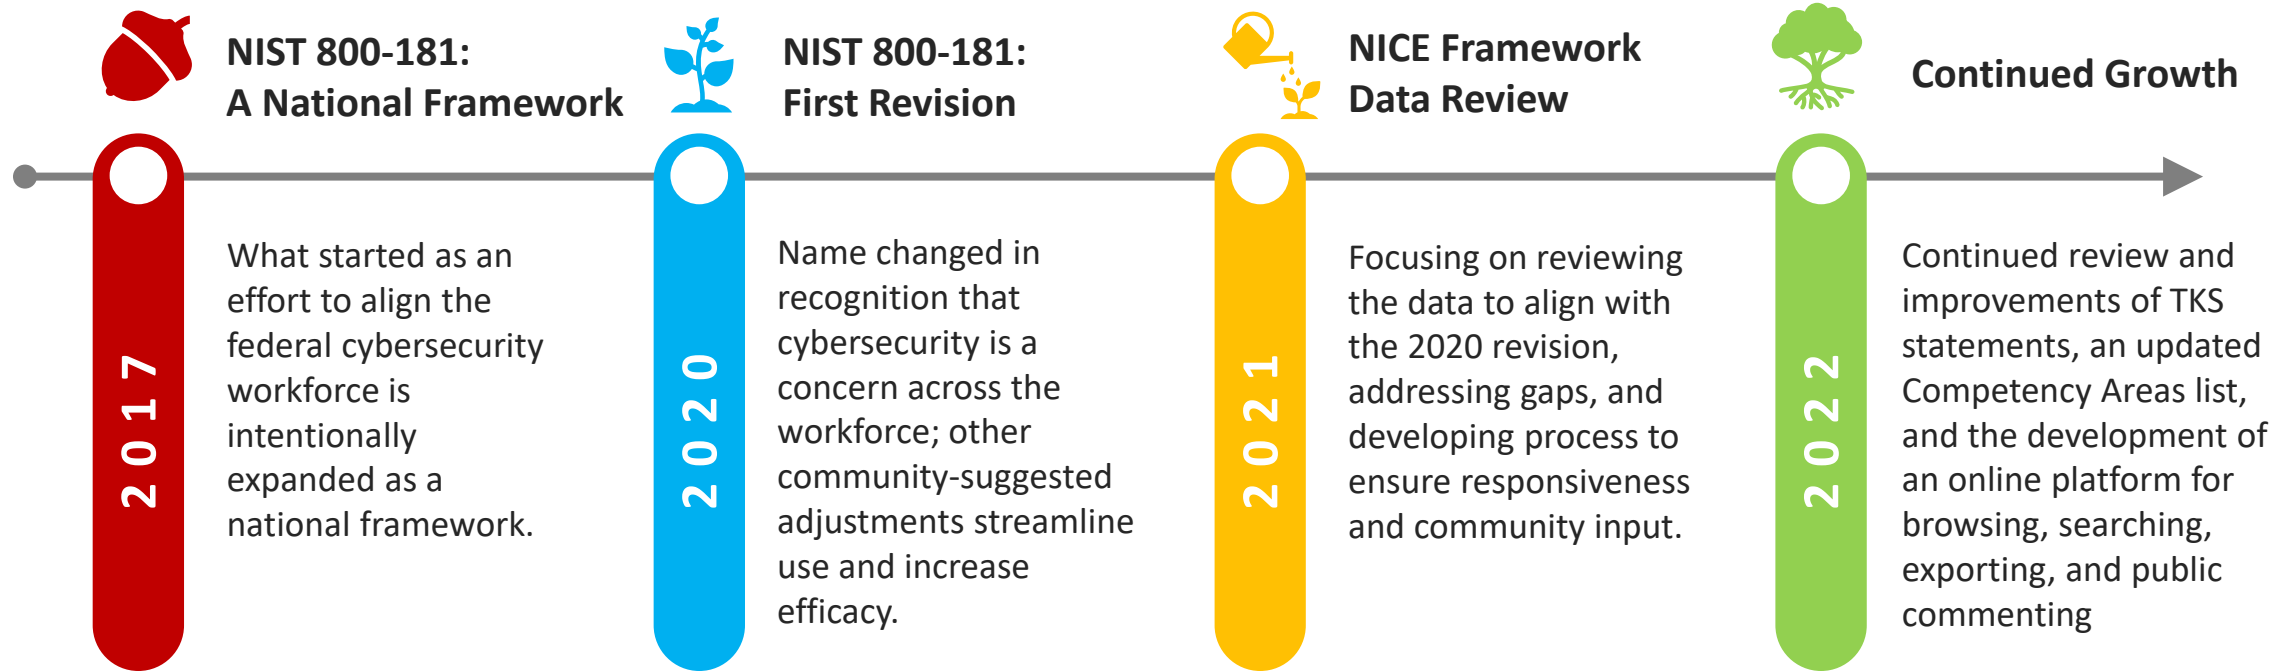 NIST 800-181:
A National Framework
2017
What started as an
effort to align the
federal cybersecurity
workforce is
intentionally
expanded as a
national framework.
NIST 800-181:
First Revision
2020
Name changed in
recognition that
cybersecurity is a
concern across the
workforce; other
community-suggested
adjustments streamline
use and increase
efficacy.
NICE Framework
Data Review
2021
Focusing on reviewing
the data to align with
the 2020 revision,
addressing gaps, and
developing process to
ensure responsiveness
and community input.
Continued Growth
2022
Continued review and
improvements of TKS
statements, an updated
Competency Areas list,
and the development of
an online platform for
browsing, searching,
exporting, and public
commenting